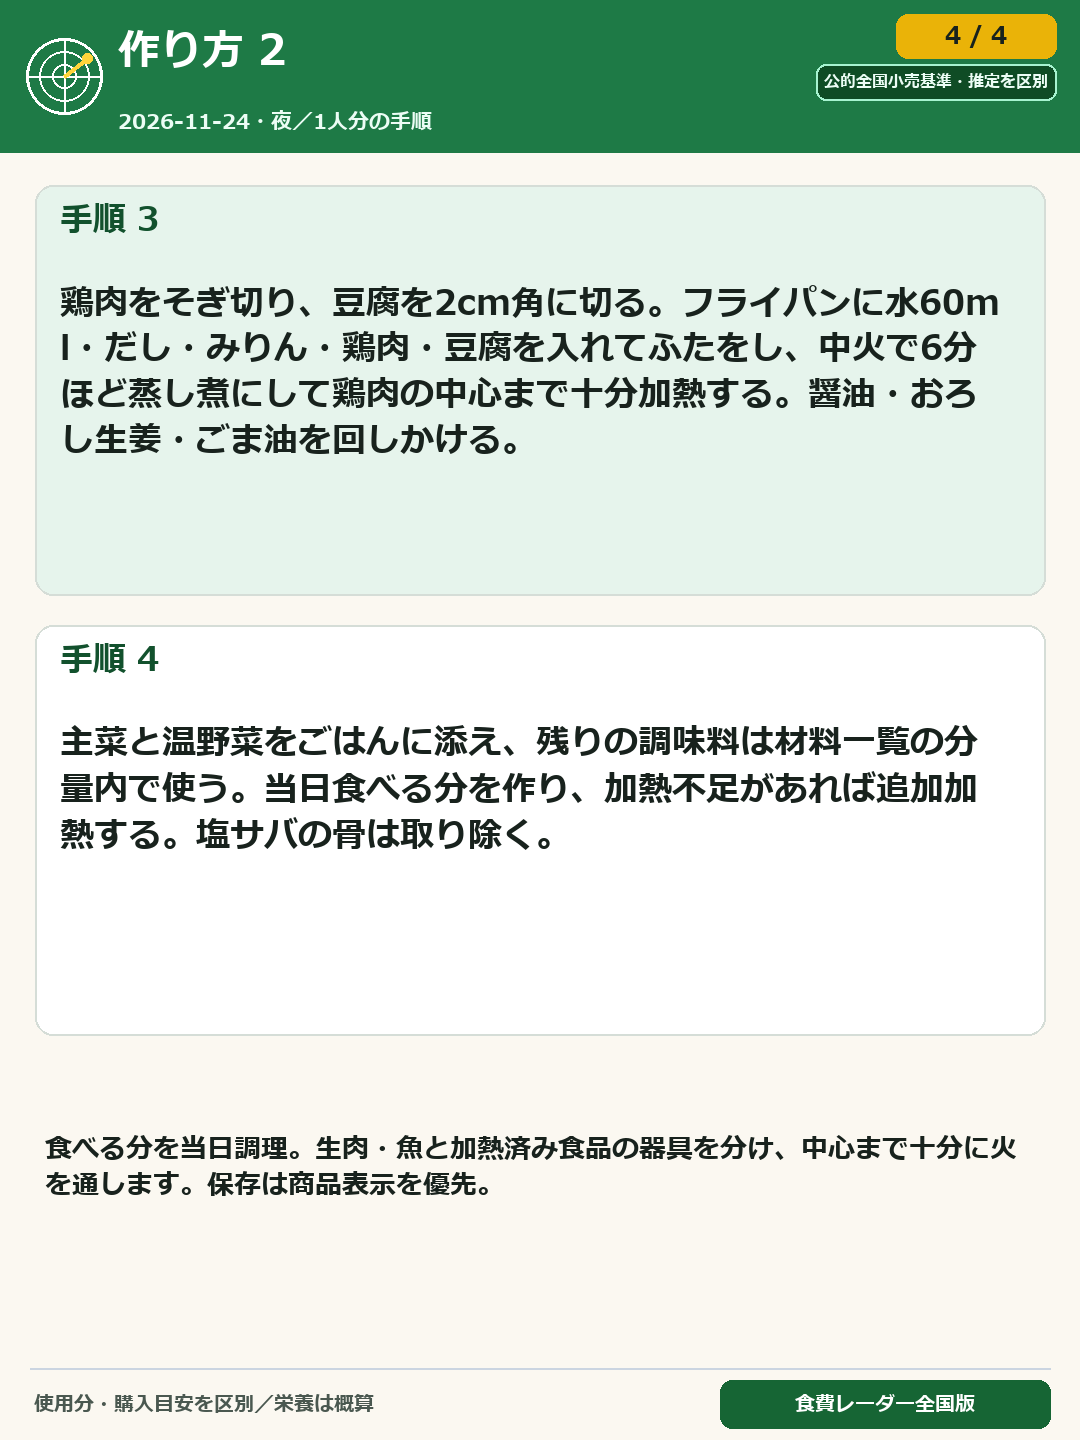 作り方 2
4 / 4
公的全国小売基準・推定を区別
2026-11-24・夜／1人分の手順
手順 3
鶏肉をそぎ切り、豆腐を2cm角に切る。フライパンに水60m
l・だし・みりん・鶏肉・豆腐を入れてふたをし、中火で6分
ほど蒸し煮にして鶏肉の中心まで十分加熱する。醤油・おろ
し生姜・ごま油を回しかける。
手順 4
主菜と温野菜をごはんに添え、残りの調味料は材料一覧の分
量内で使う。当日食べる分を作り、加熱不足があれば追加加
熱する。塩サバの骨は取り除く。
食べる分を当日調理。生肉・魚と加熱済み食品の器具を分け、中心まで十分に火
を通します。保存は商品表示を優先。
使用分・購入目安を区別／栄養は概算
食費レーダー全国版